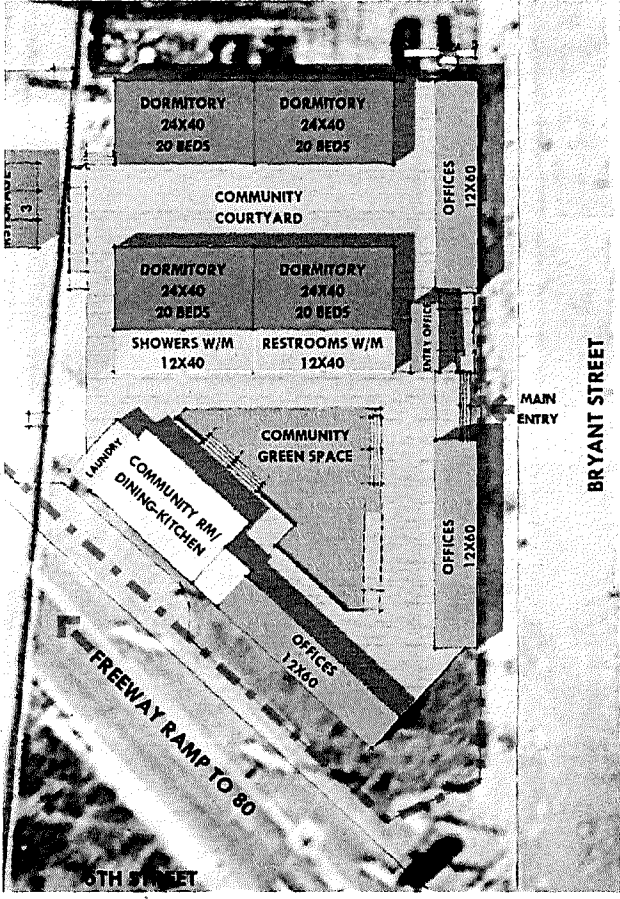 DORMITORY
24X40
20 BEDS
DORMITORY
24X40
20 BEDS
OFFICES
12X60
COMMUNITY
COURTYARD
3
DORMITORY
24X40
20 BEDS
DORMITORY
24X40
20 BEDS
ENTRY OFFICE
SHOWERS W/M
12X40
RESTROOMS W/M
12X40
MAIN
ENTRY
BRYANT STREET
COMMUNITY
GREEN SPACE
LAUNDRY
COMMUNITY RM/
DINING-KITCHEN
OFFICES
12X60
OFFICES
12X60
FREEWAY RAMP TO 80
6TH STREET